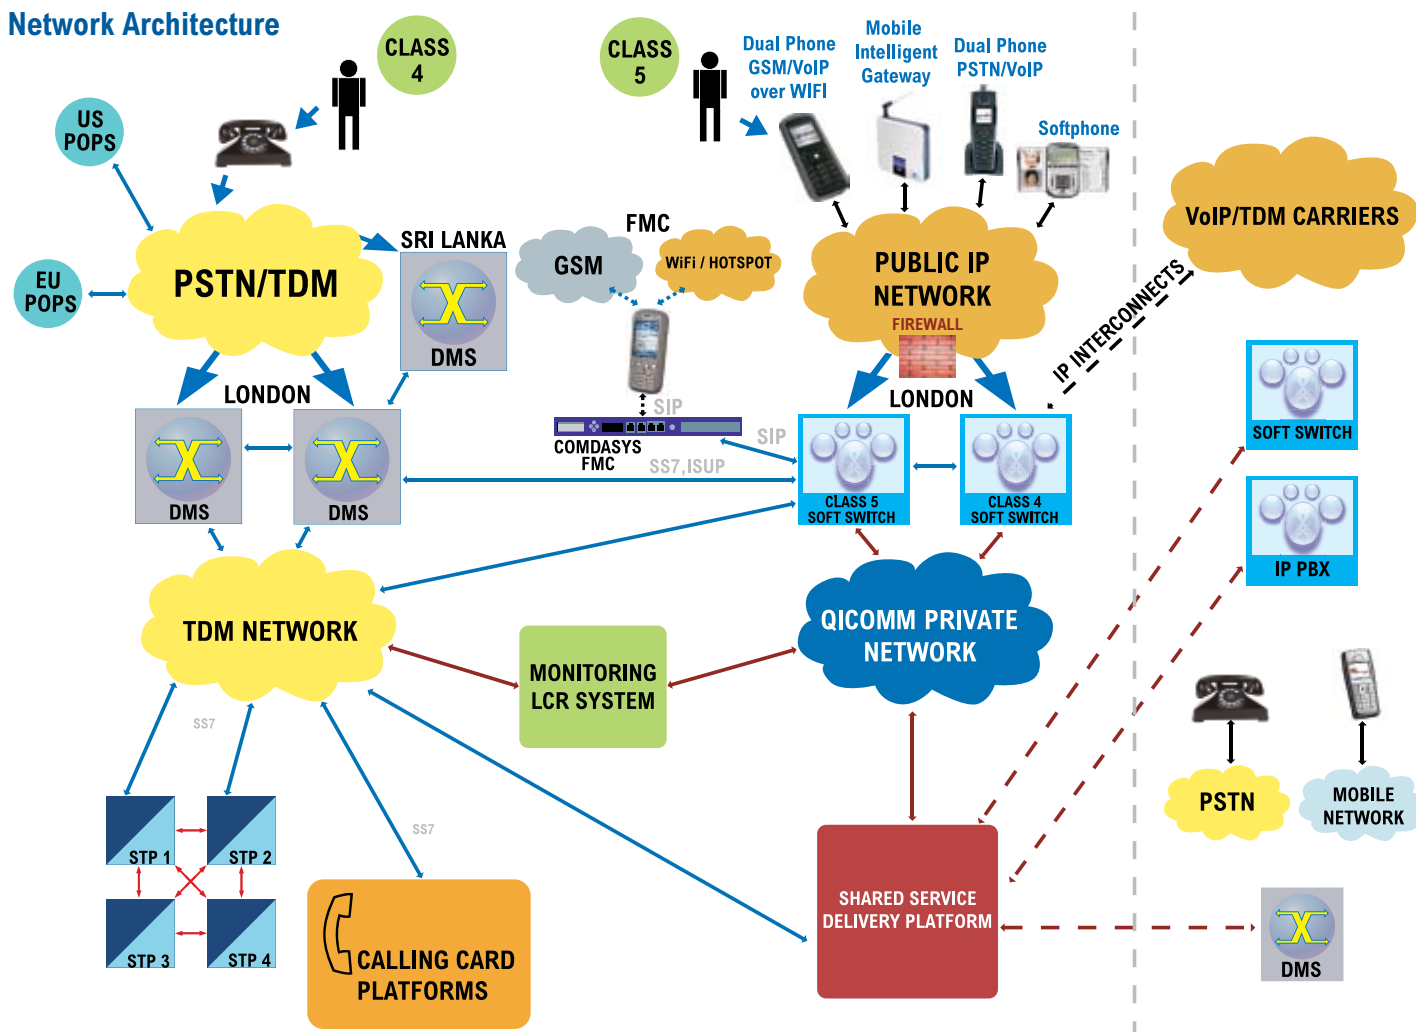 Network Architecture
CLASS
4
CLASS
5
Dual Phone
GSM/VoIP
over WIFI
Mobile
Intelligent
Gateway
Dual Phone
PSTN/VoIP
Softphone
US
POPS
EU
POPS
PSTN/TDM
SRI LANKA
DMS
FMC
GSM
WiFi / HOTSPOT
PUBLIC IP
NETWORK
FIREWALL
VoIP/TDM CARRIERS
IP INTERCONNECTS
LONDON
DMS
DMS
SIP
COMDASYS
FMC
SIP
SS7,ISUP
LONDON
CLASS 5
SOFT SWITCH
CLASS 4
SOFT SWITCH
SOFT SWITCH
IP PBX
TDM NETWORK
MONITORING
LCR SYSTEM
QICOMM PRIVATE
NETWORK
SS7
STP 1
STP 2
STP 3
STP 4
SS7
CALLING CARD
PLATFORMS
SHARED SERVICE
DELIVERY PLATFORM
PSTN
MOBILE
NETWORK
DMS